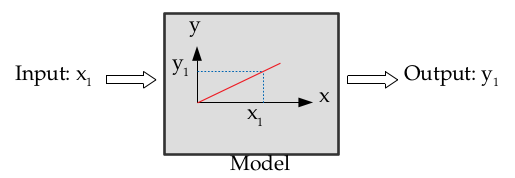 y
Input: x₁
y₁
Output: y₁
x
x₁
Model